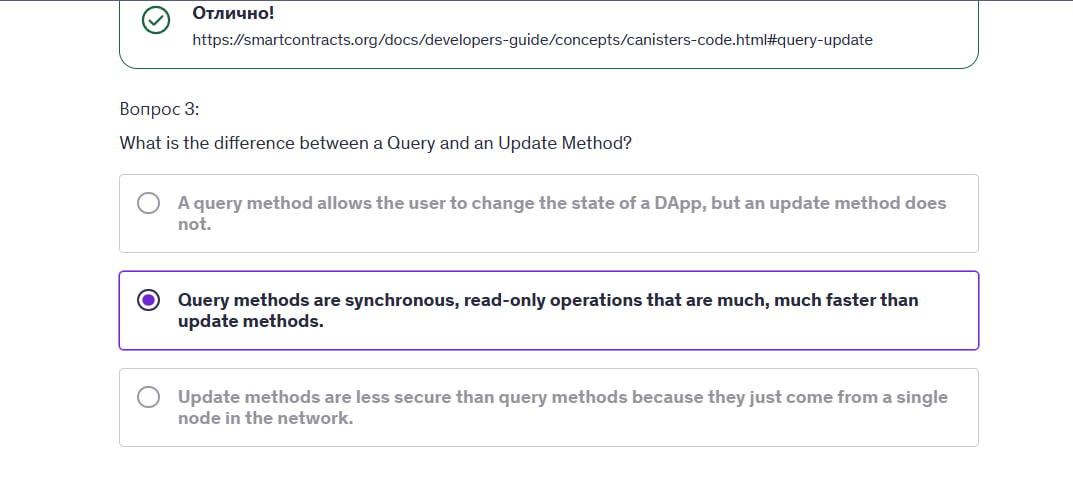 Отлично!
https://smartcontracts.org/docs/developers-guide/concepts/canisters-code.html#query-update
Вопрос 3:
What is the difference between a Query and an Update Method?
A query method allows the user to change the state of a DApp, but an update method does
not.
Query methods are synchronous, read-only operations that are much, much faster than
update methods.
Update methods are less secure than query methods because they just come from a single
node in the network.